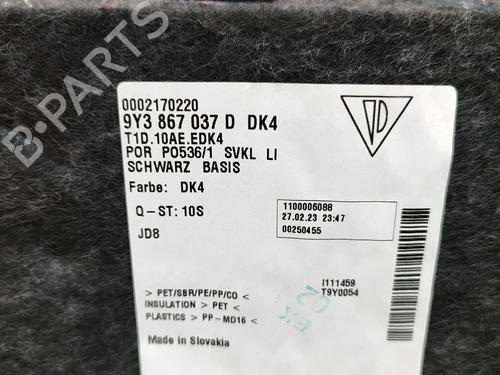 0002170220
9Y3 867 037 D DK4
T1D.10AE.EDK4
POR PO536/1 SVKL LI
SCHWARZ BASIS
Farbe: DK4
Q-ST: 10S
JD8
1100006088
27.02.23 23:47
00250455
I111459
T9Y0054
> PET/SBR/PE/PP/CO <
INSULATION > PET <
PLASTICS > PP-MD16 <
Made in Slovakia
EK
02
B-PARTS